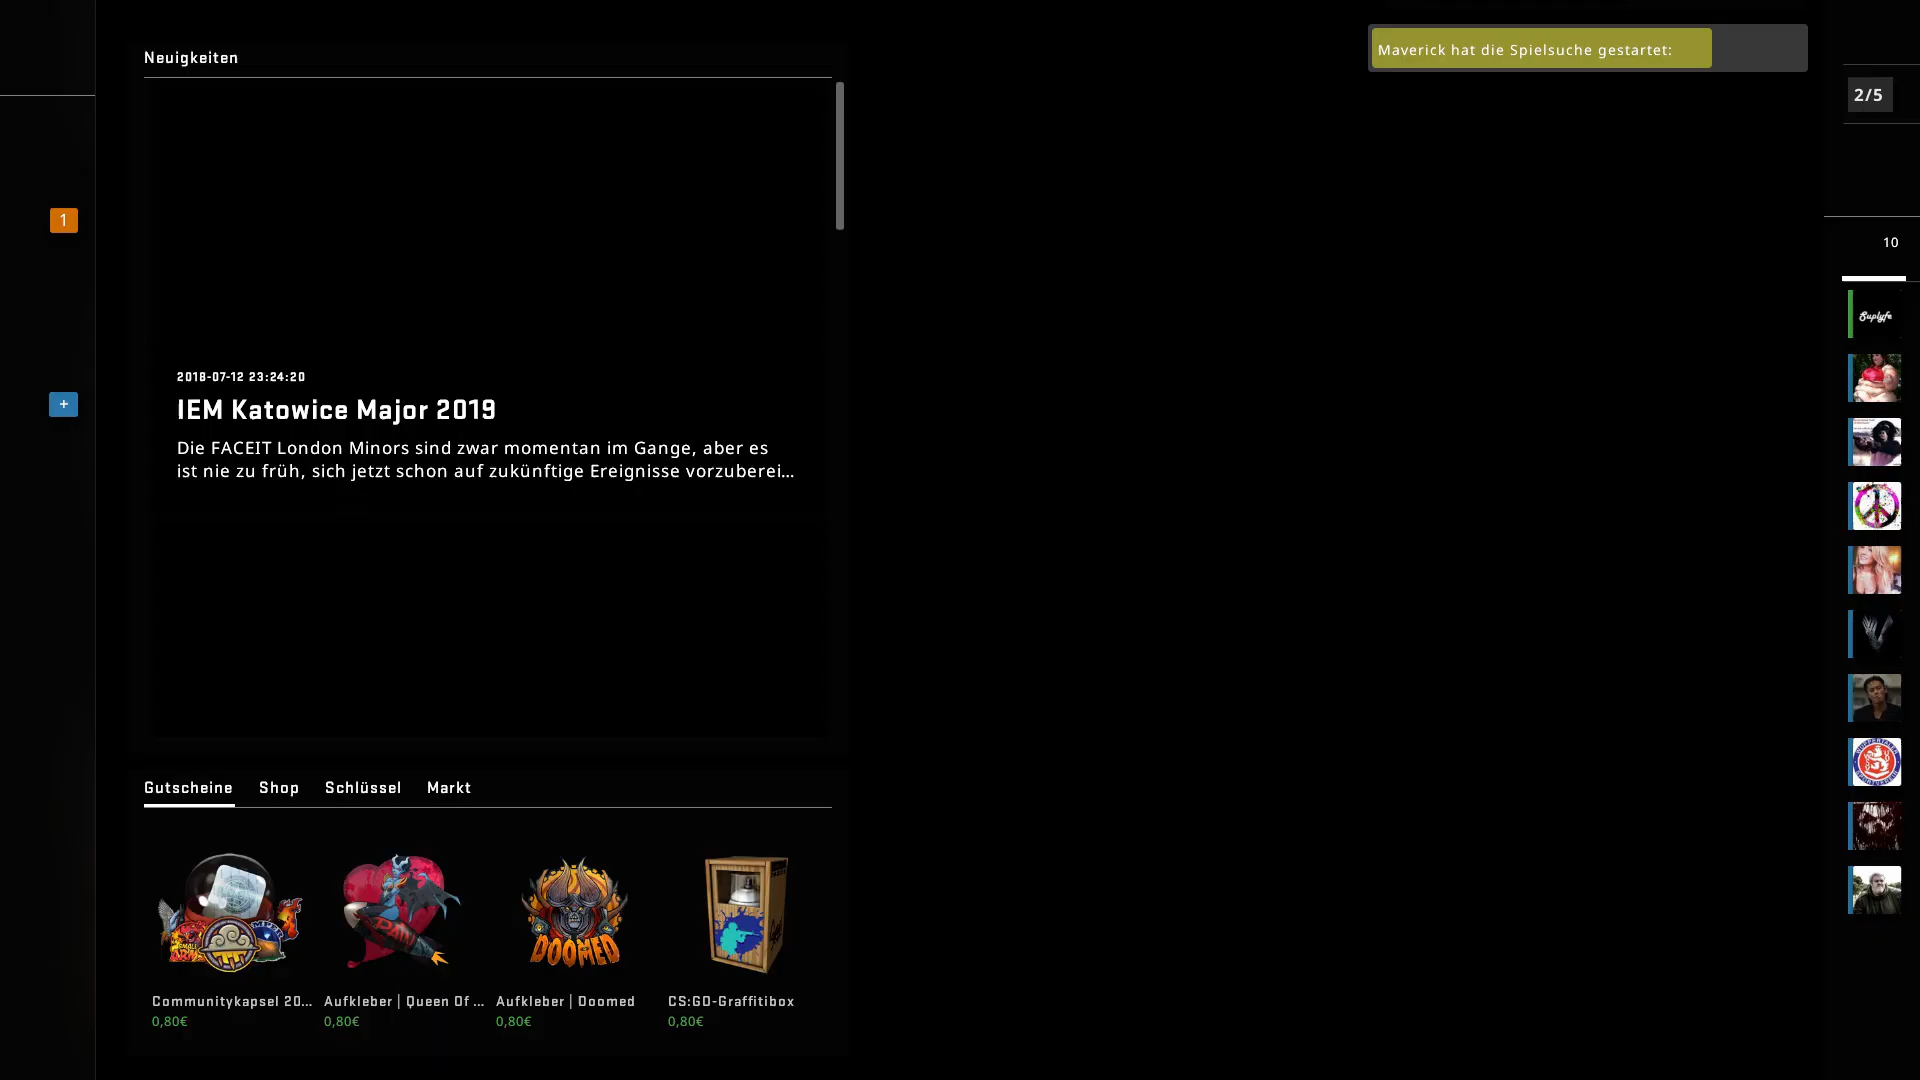 Neuigkeiten
Maverick hat die Spielsuche gestartet:
2/5
1
10
Suplyfe
+
2018-07-12 23:24:20
IEM Katowice Major 2019
Die FACEIT London Minors sind zwar momentan im Gange, aber es
ist nie zu früh, sich jetzt schon auf zukünftige Ereignisse vorzuberei...
Gutscheine Shop Schlüssel Markt
DOOMED
Communitykapsel 20...
0,80€
Aufkleber | Queen Of ...
0,80€
Aufkleber | Doomed
0,80€
CS:GO-Graffitibox
0,80€